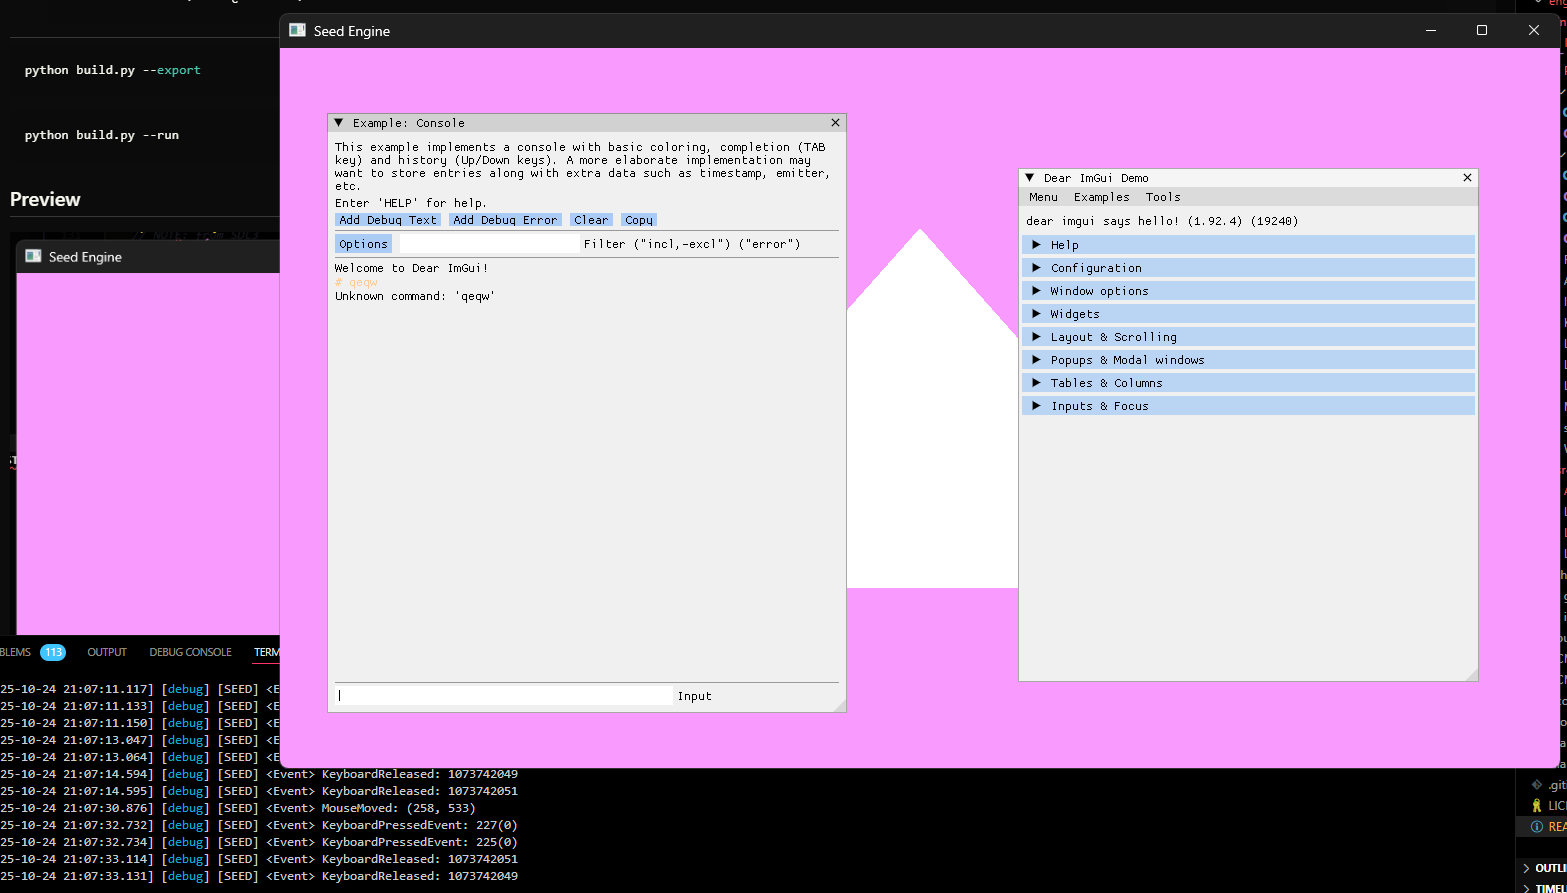 python build.py --export
python build.py --run
Preview
Seed Engine
Seed Engine
Example: Console
This example implements a console with basic coloring, completion (TAB
key) and history (Up/Down keys). A more elaborate implementation may
want to store entries along with extra data such as timestamp, emitter,
etc.
Enter 'HELP' for help.
Add Debug Text Add Debug Error Clear Copy
Options Filter ("incl,-excl") ("error")
Welcome to Dear ImGui!
# qeqw
Unknown command: 'qeqw'
Input
Dear ImGui Demo
Menu Examples Tools
dear imgui says hello! (1.92.4) (19240)
Help
Configuration
Window options
Widgets
Layout & Scrolling
Popups & Modal windows
Tables & Columns
Inputs & Focus
BLEMS 113 OUTPUT DEBUG CONSOLE TERM
25-10-24 21:07:11.117] [debug] [SEED] <E
25-10-24 21:07:11.133] [debug] [SEED] <E
25-10-24 21:07:11.150] [debug] [SEED] <E
25-10-24 21:07:13.047] [debug] [SEED] <E
25-10-24 21:07:13.064] [debug] [SEED] <E
25-10-24 21:07:14.594] [debug] [SEED] <Event> KeyboardReleased: 1073742049
25-10-24 21:07:14.595] [debug] [SEED] <Event> KeyboardReleased: 1073742051
25-10-24 21:07:30.876] [debug] [SEED] <Event> MouseMoved: (258, 533)
25-10-24 21:07:32.732] [debug] [SEED] <Event> KeyboardPressedEvent: 227(0)
25-10-24 21:07:32.734] [debug] [SEED] <Event> KeyboardPressedEvent: 225(0)
25-10-24 21:07:33.114] [debug] [SEED] <Event> KeyboardReleased: 1073742051
25-10-24 21:07:33.131] [debug] [SEED] <Event> KeyboardReleased: 1073742049
.git
LIC
REA
OUTLI
TIMEL